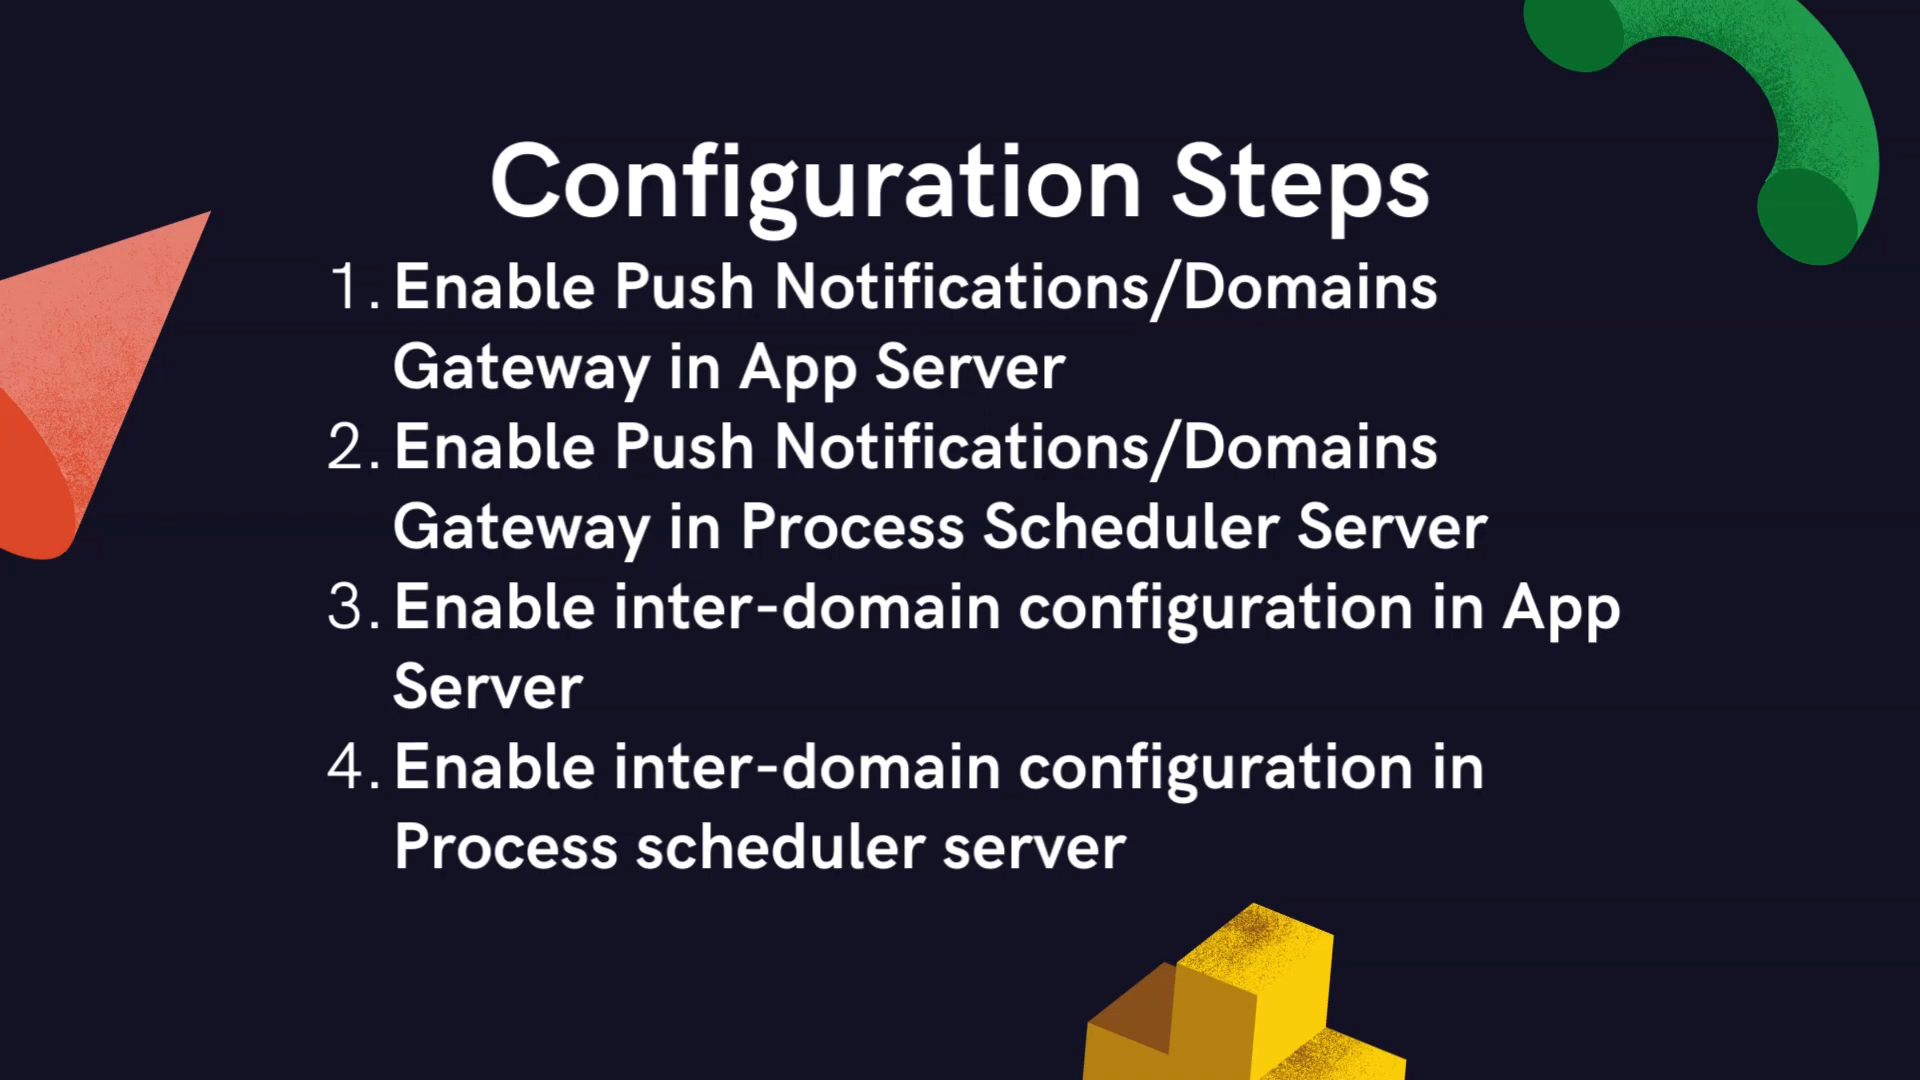 Configuration Steps
1. Enable Push Notifications/Domains
Gateway in App Server
2. Enable Push Notifications/Domains
Gateway in Process Scheduler Server
3. Enable inter-domain configuration in App
Server
4. Enable inter-domain configuration in
Process scheduler server